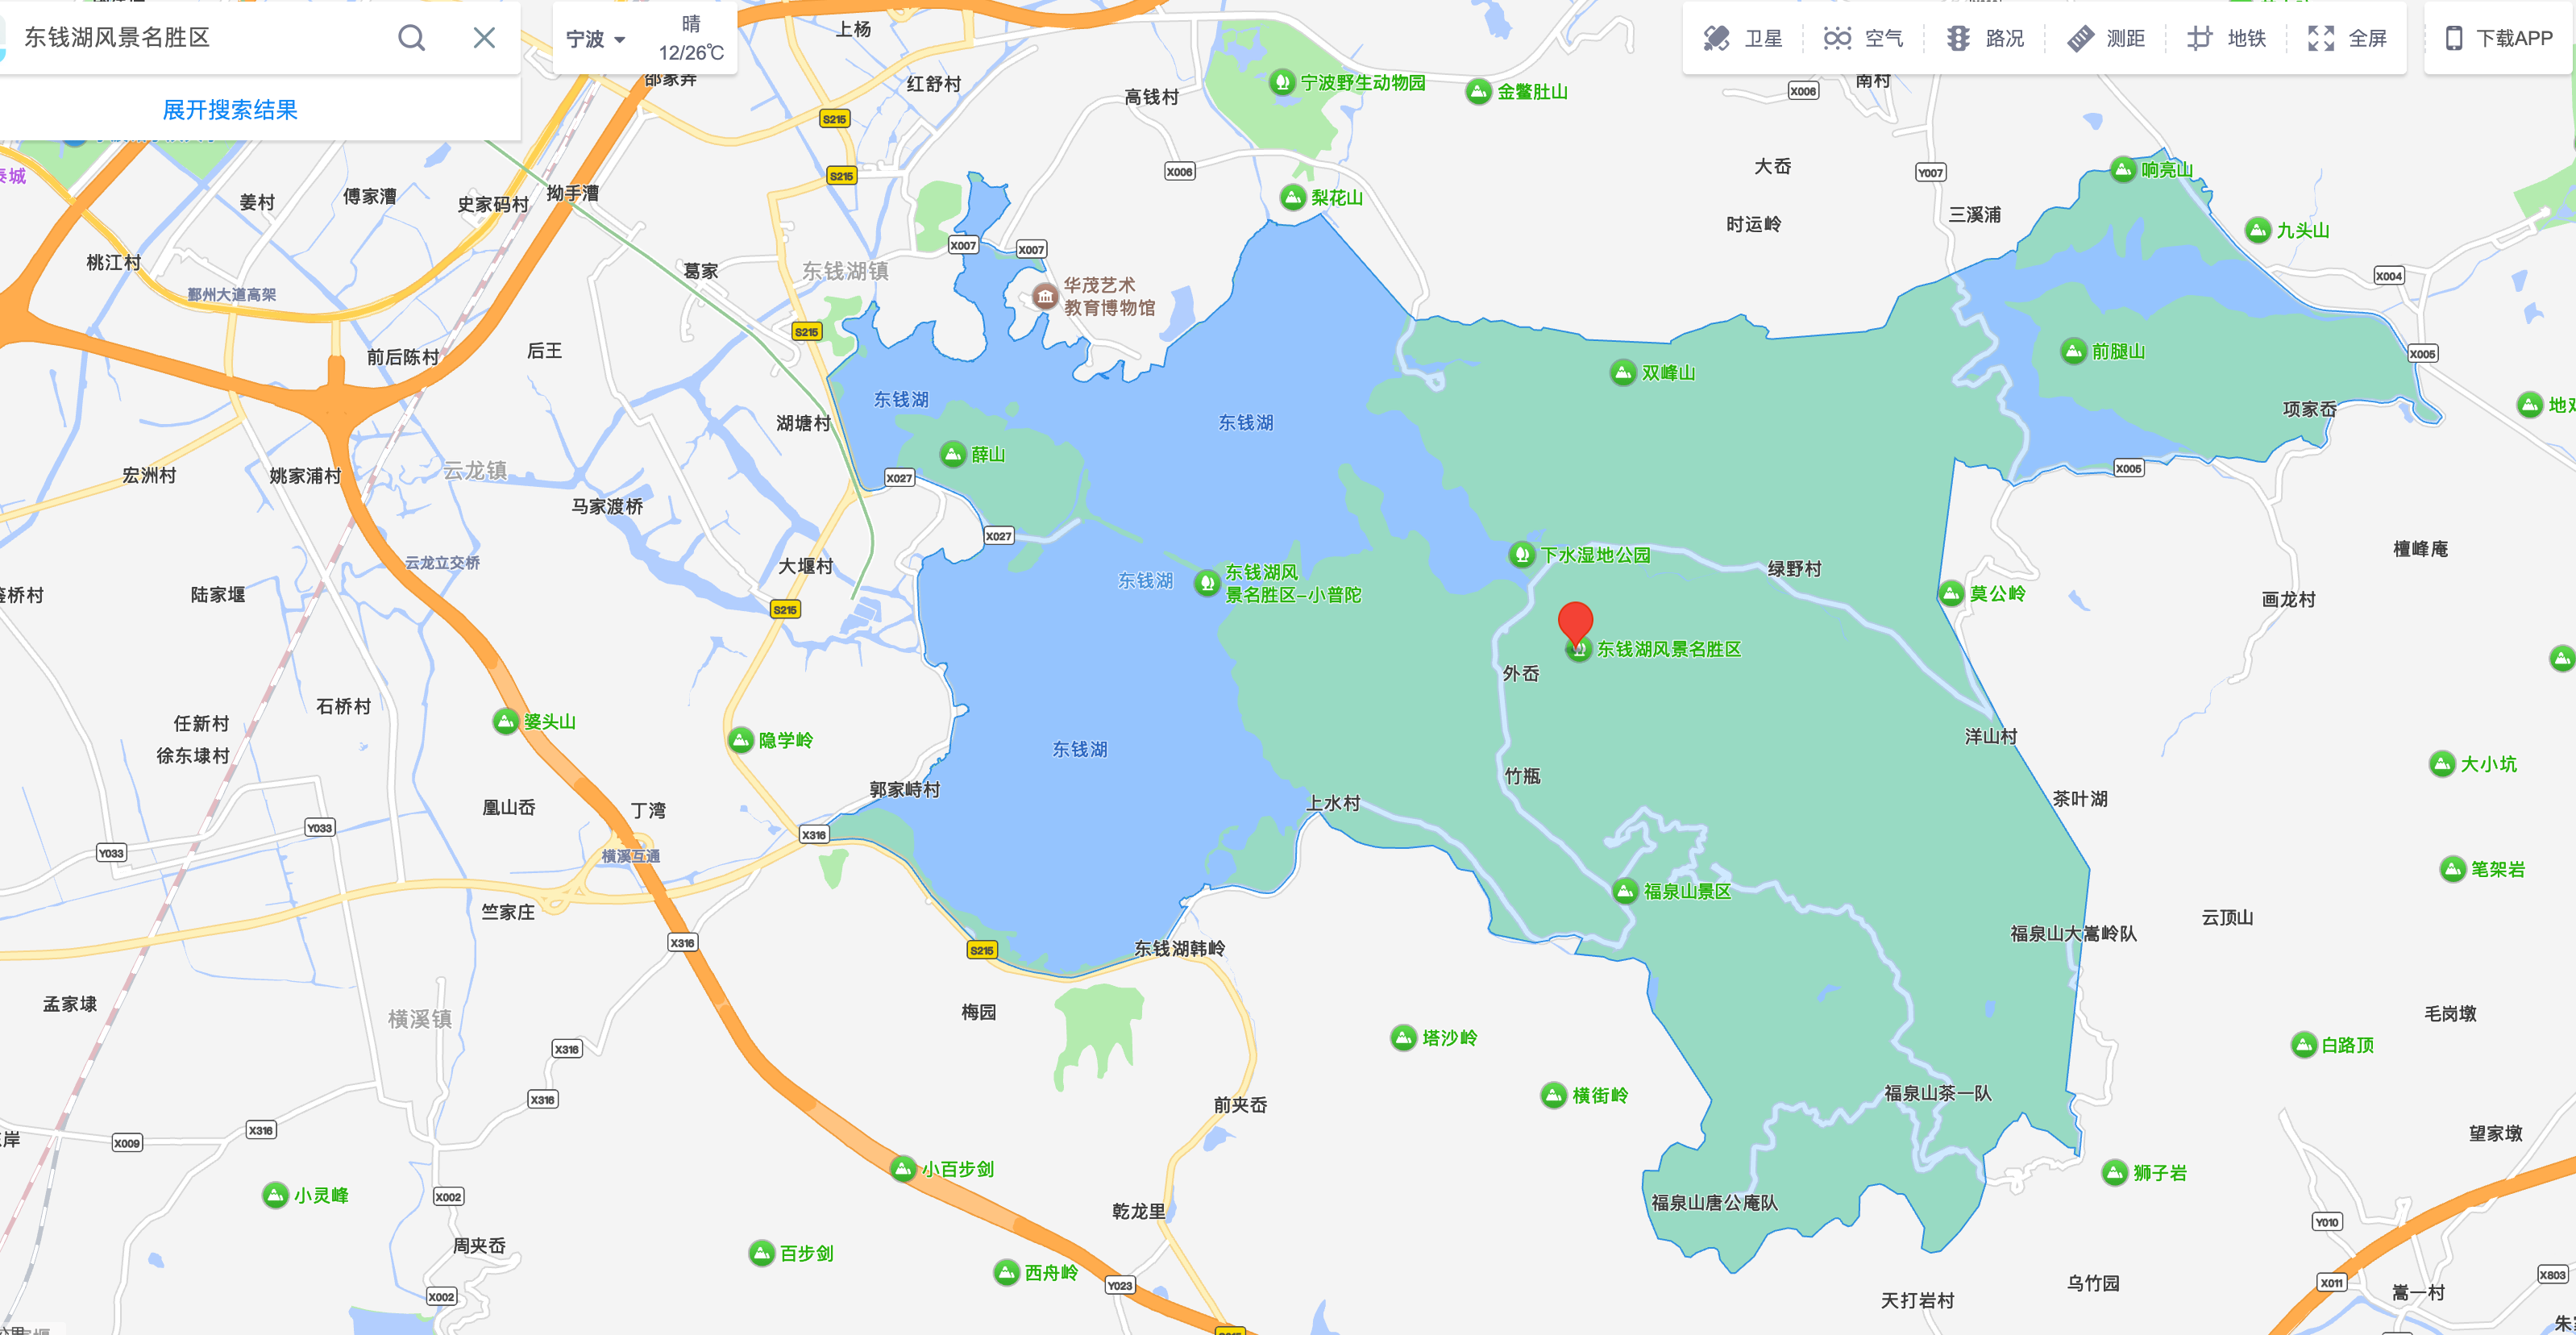 东钱湖风景名胜区
展开搜索结果
宁波
晴
12/26℃
卫星
空气
路况
测距
地铁
全屏
下载APP
上杨
邵家弄
红舒村
高钱村
宁波野生动物园
金鳖肚山
X006
南村
S215
S215
X006
大岙
Y007
响亮山
泰城
姜村
傅家漕
史家码村
拗手漕
梨花山
时运岭
三溪浦
九头山
桃江村
葛家
东钱湖镇
X007
X007
X004
鄞州大道高架
华茂艺术
教育博物馆
S215
前后陈村
后王
双峰山
前腿山
X005
东钱湖
东钱湖
湖塘村
项家岙
薛山
宏洲村
姚家浦村
云龙镇
X027
X005
马家渡桥
X027
檀峰庵
云龙立交桥
大堰村
东钱湖
东钱湖风
景名胜区-小普陀
下水湿地公园
绿野村
陆家堰
S215
莫公岭
画龙村
东钱湖风景名胜区
外岙
石桥村
任新村
婆头山
隐学岭
洋山村
徐东埭村
东钱湖
竹瓶
大小坑
郭家峙村
上水村
茶叶湖
凰山岙
丁湾
Y033
X316
Y033
横溪互通
笔架岩
福泉山景区
竺家庄
云顶山
X316
S215
东钱湖韩岭
福泉山大嵩岭队
孟家埭
横溪镇
梅园
毛岗墩
塔沙岭
白路顶
X316
横街岭
福泉山茶一队
X316
前夹岙
X316
X009
望家墩
小百步剑
狮子岩
小灵峰
X002
福泉山唐公庵队
乾龙里
Y010
周夹岙
百步剑
西舟岭
Y023
X011
X803
乌竹园
嵩一村
X002
天打岩村